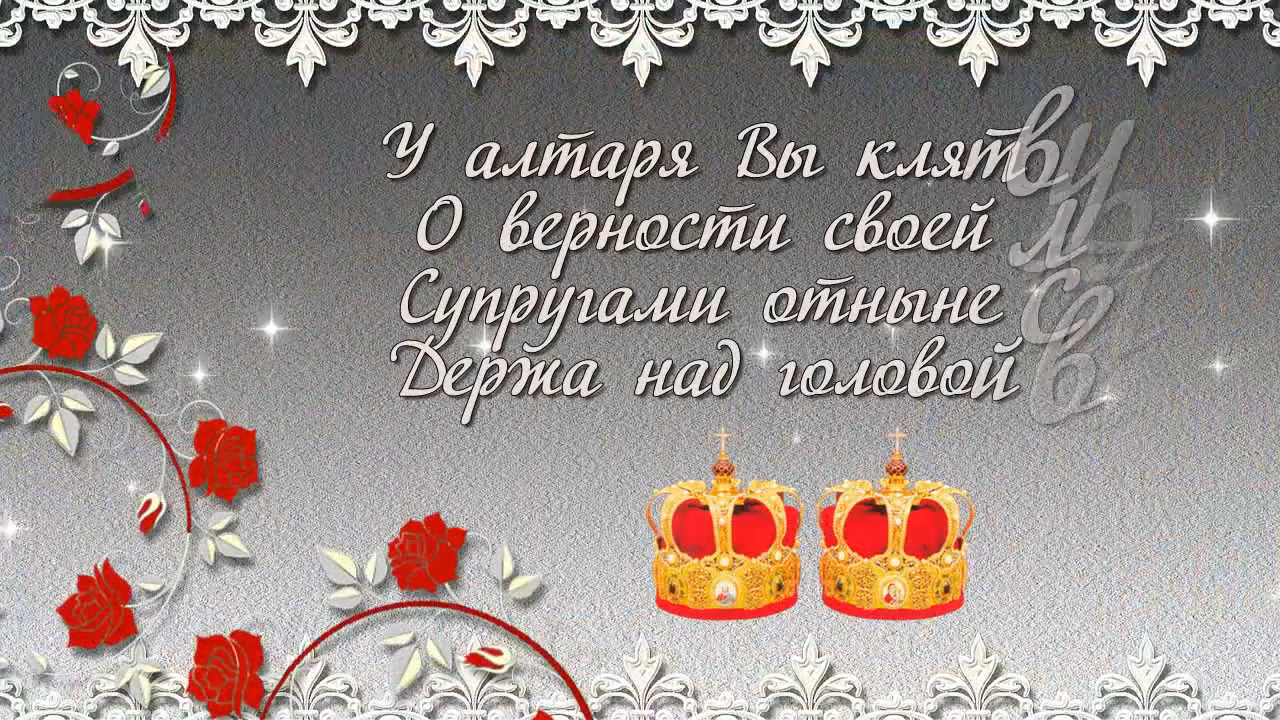 У алтаря Вы клятву
О верности своей
Супругами отныне
Держа над головой